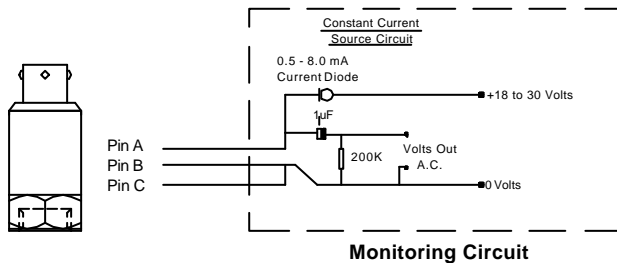 Constant Current
Source Circuit
0.5 - 8.0 mA
Current Diode
+18 to 30 Volts
1uF
Pin A
Volts Out
A.C.
200K
Pin B
Pin C
0 Volts
Monitoring Circuit